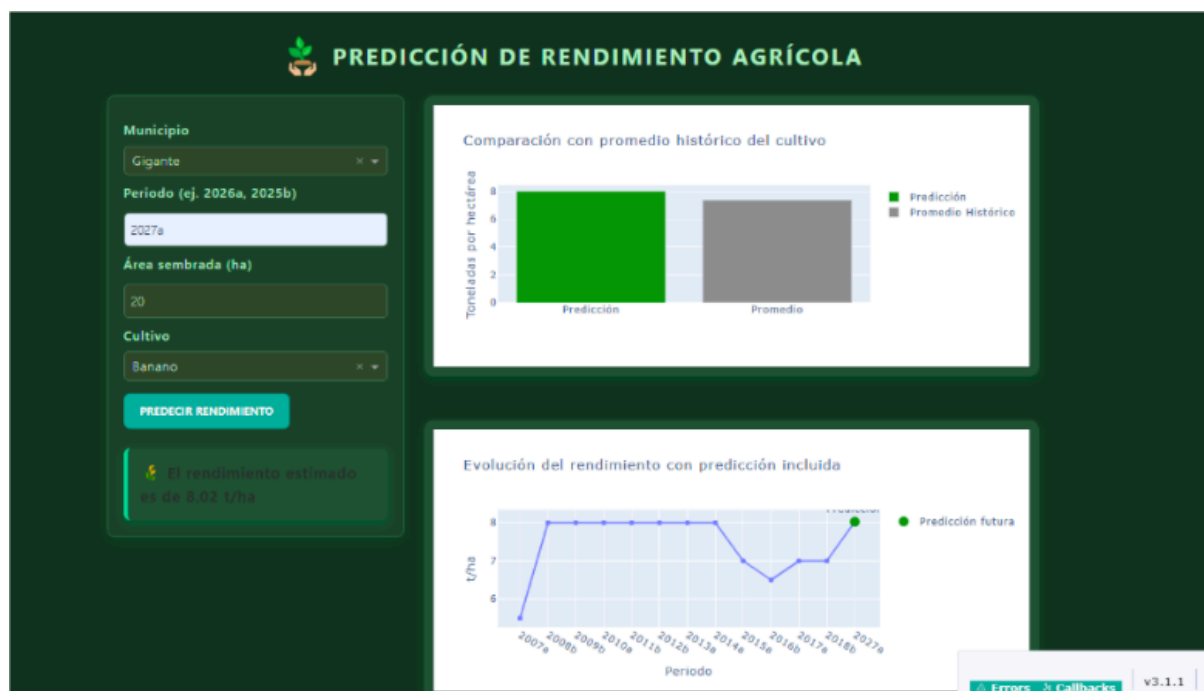 PREDICCIÓN DE RENDIMIENTO AGRÍCOLA
Municipio
Gigante
Periodo (ej. 2026a, 2025b)
2027a
Área sembrada (ha)
20
Cultivo
Banano
PREDECIR RENDIMIENTO
El rendimiento estimado
es de 8.02 t/ha
Comparación con promedio histórico del cultivo
Toneladas por hectárea
8
6
4
2
0
Predicción
Promedio
Predicción
Promedio Histórico
Evolución del rendimiento con predicción incluida
t/ha
8
7
6
Predicción futura
2007a
2008b
2009b
2010a
2011b
2012b
2013a
2014a
2015a
2016b
2017a
2018b
2027a
Periodo
Errors
Callbacks
v3.1.1